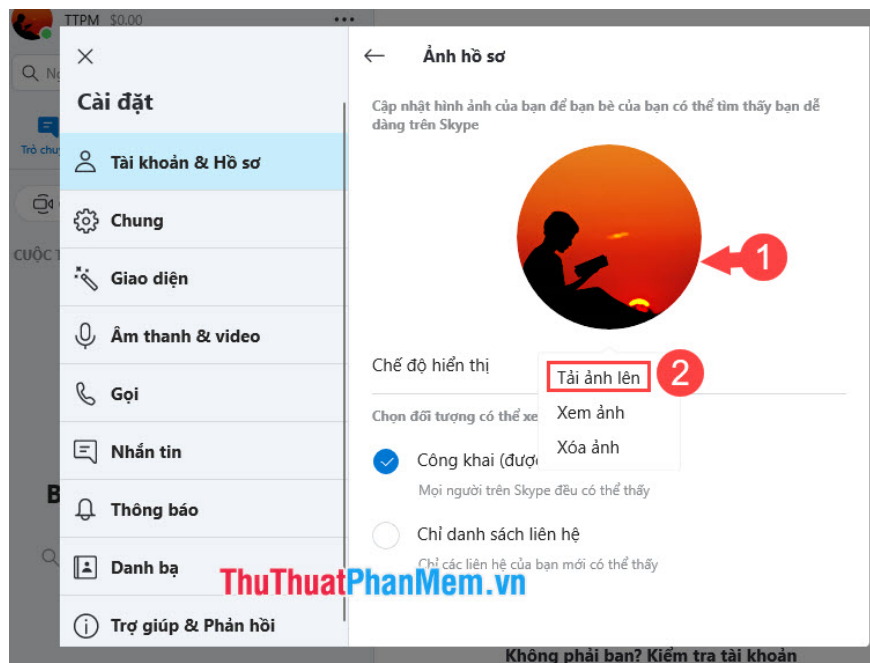 TTPM $0.00
Cài đặt
Tài khoản & Hồ sơ
Chung
Giao diện
Âm thanh & video
Gọi
Nhắn tin
Thông báo
Danh bạ
Trợ giúp & Phản hồi
Ảnh hồ sơ
Cập nhật hình ảnh của bạn để bạn bè của bạn có thể tìm thấy bạn dễ
dàng trên Skype
1
Chế độ hiển thị
Tải ảnh lên
2
Xem ảnh
Xóa ảnh
Chọn đối tượng có thể
Công khai
Mọi người trên Skype đều có thể thấy
Chỉ danh sách liên hệ
Chỉ các liên hệ của bạn mới có thể thấy
ThuThuatPhanMem.vn
Không phải bạn? Kiểm tra tài khoản